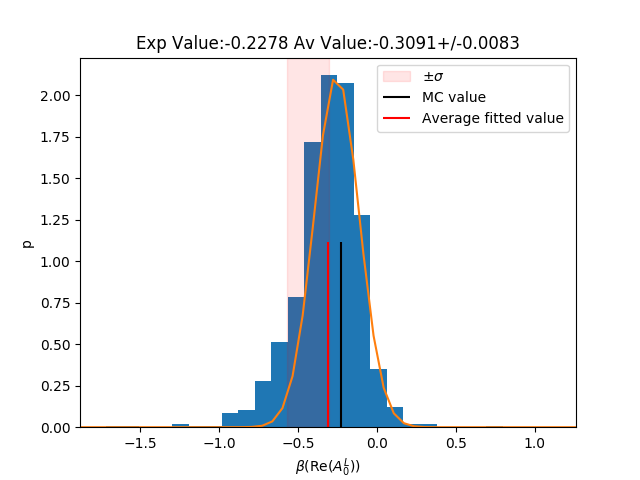 Exp Value:-0.2278 Av Value:-0.3091+/-0.0083
±σ
MC value
Average fitted value
p
2.00
1.75
1.50
1.25
1.00
0.75
0.50
0.25
0.00
−1.5 −1.0 −0.5 0.0 0.5 1.0
β(Re(A₀ᴸ))